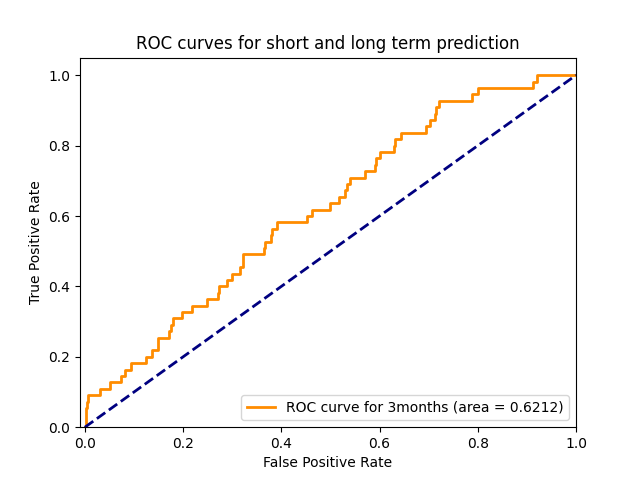 ROC curves for short and long term prediction
True Positive Rate
1.0
0.8
0.6
0.4
0.2
0.0
ROC curve for 3months (area = 0.6212)
0.0 0.2 0.4 0.6 0.8 1.0
False Positive Rate